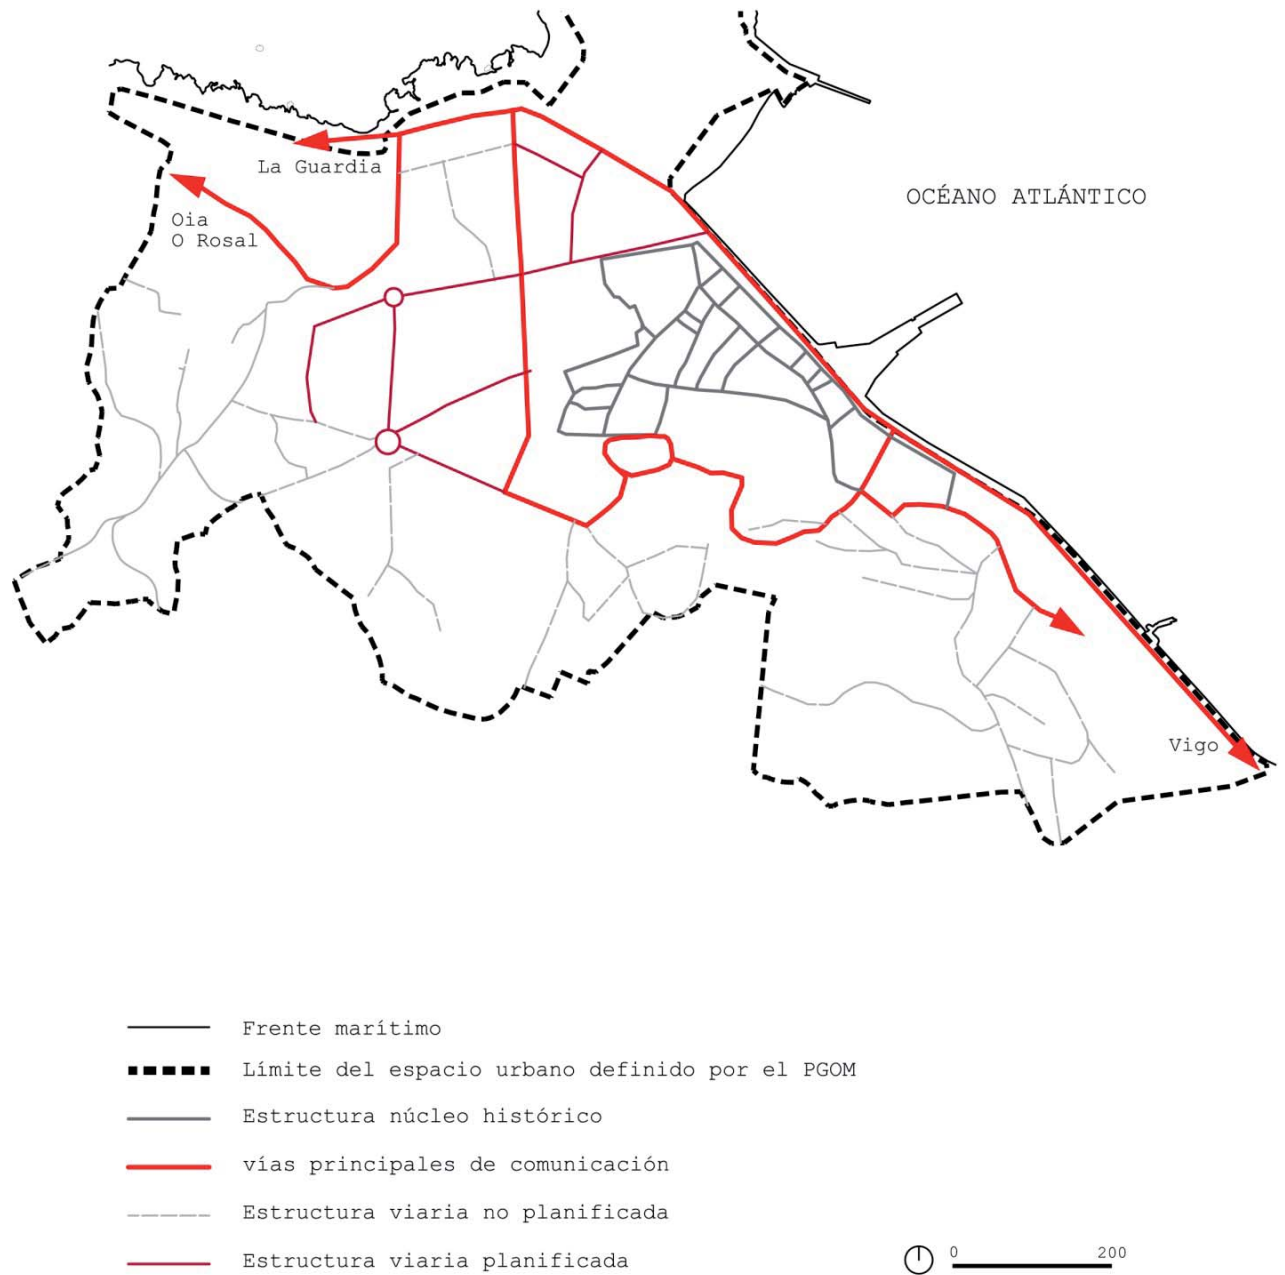 La Guardia
OCÉANO ATLÁNTICO
Oia
O Rosal
Vigo
Frente marítimo
Límite del espacio urbano definido por el PGOM
Estructura núcleo histórico
vías principales de comunicación
Estructura viaria no planificada
Estructura viaria planificada
0 200